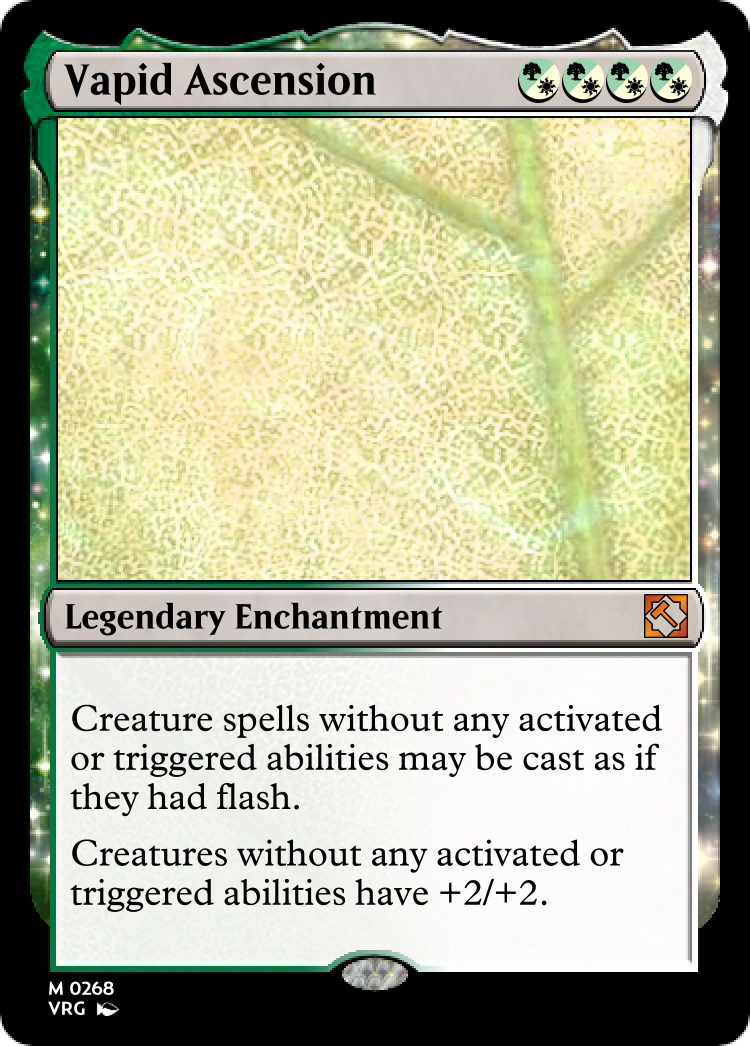 Vapid Ascension
Legendary Enchantment
Creature spells without any activated
or triggered abilities may be cast as if
they had flash.
Creatures without any activated or
triggered abilities have +2/+2.
M 0268
VRG